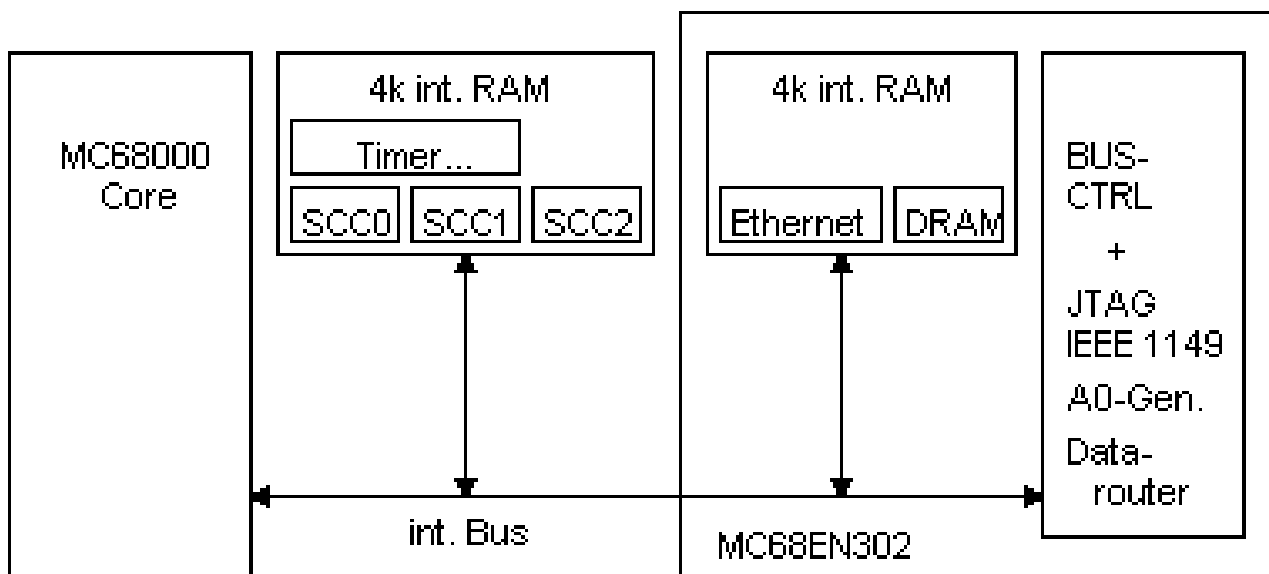 MC68000
Core
4k int. RAM
Timer...
SCC0 SCC1 SCC2
4k int. RAM
Ethernet DRAM
BUS-
CTRL
+
JTAG
IEEE 1149
A0-Gen.
Data-
router
int. Bus
MC68EN302